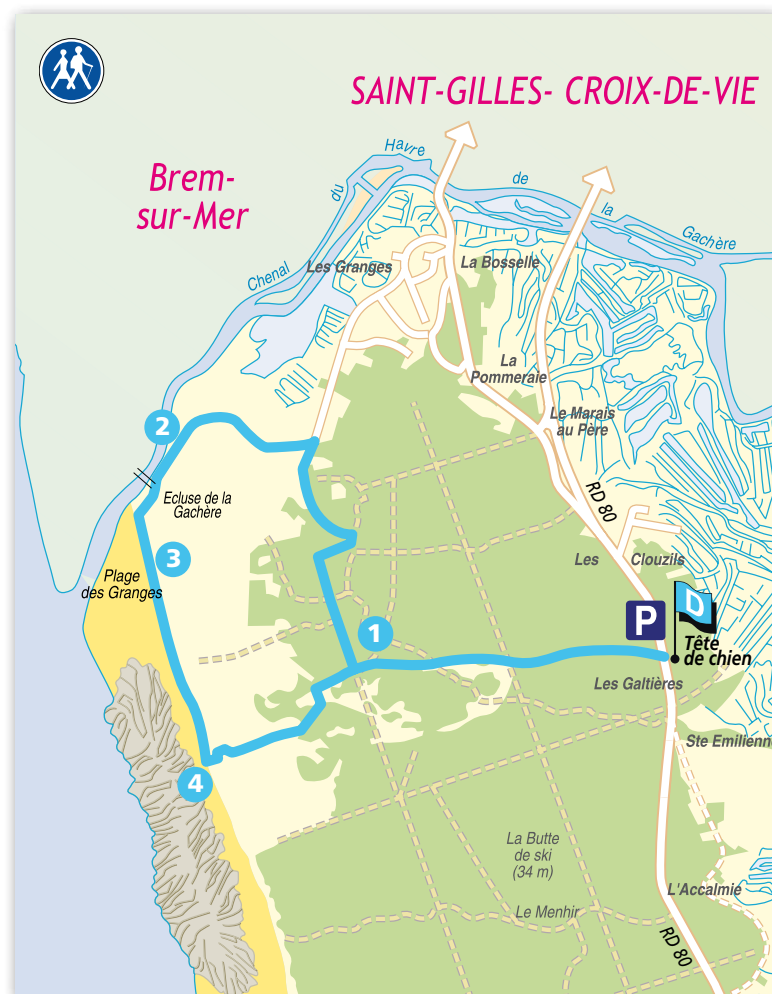 SAINT-GILLES- CROIX-DE-VIE
Brem-
sur-Mer
Chenal du Havre de la Gachère
Les Granges
La Bosselle
La
Pommeraie
Le Marais
au Père
2
Ecluse de la
Gachère
RD 80
3
Les Clouzils
Plage
des Granges
D
P
1
Tête
de chien
Les Galtières
Ste Emilienn
4
La Butte
de ski
(34 m)
L'Accalmie
Le Menhir
RD 80